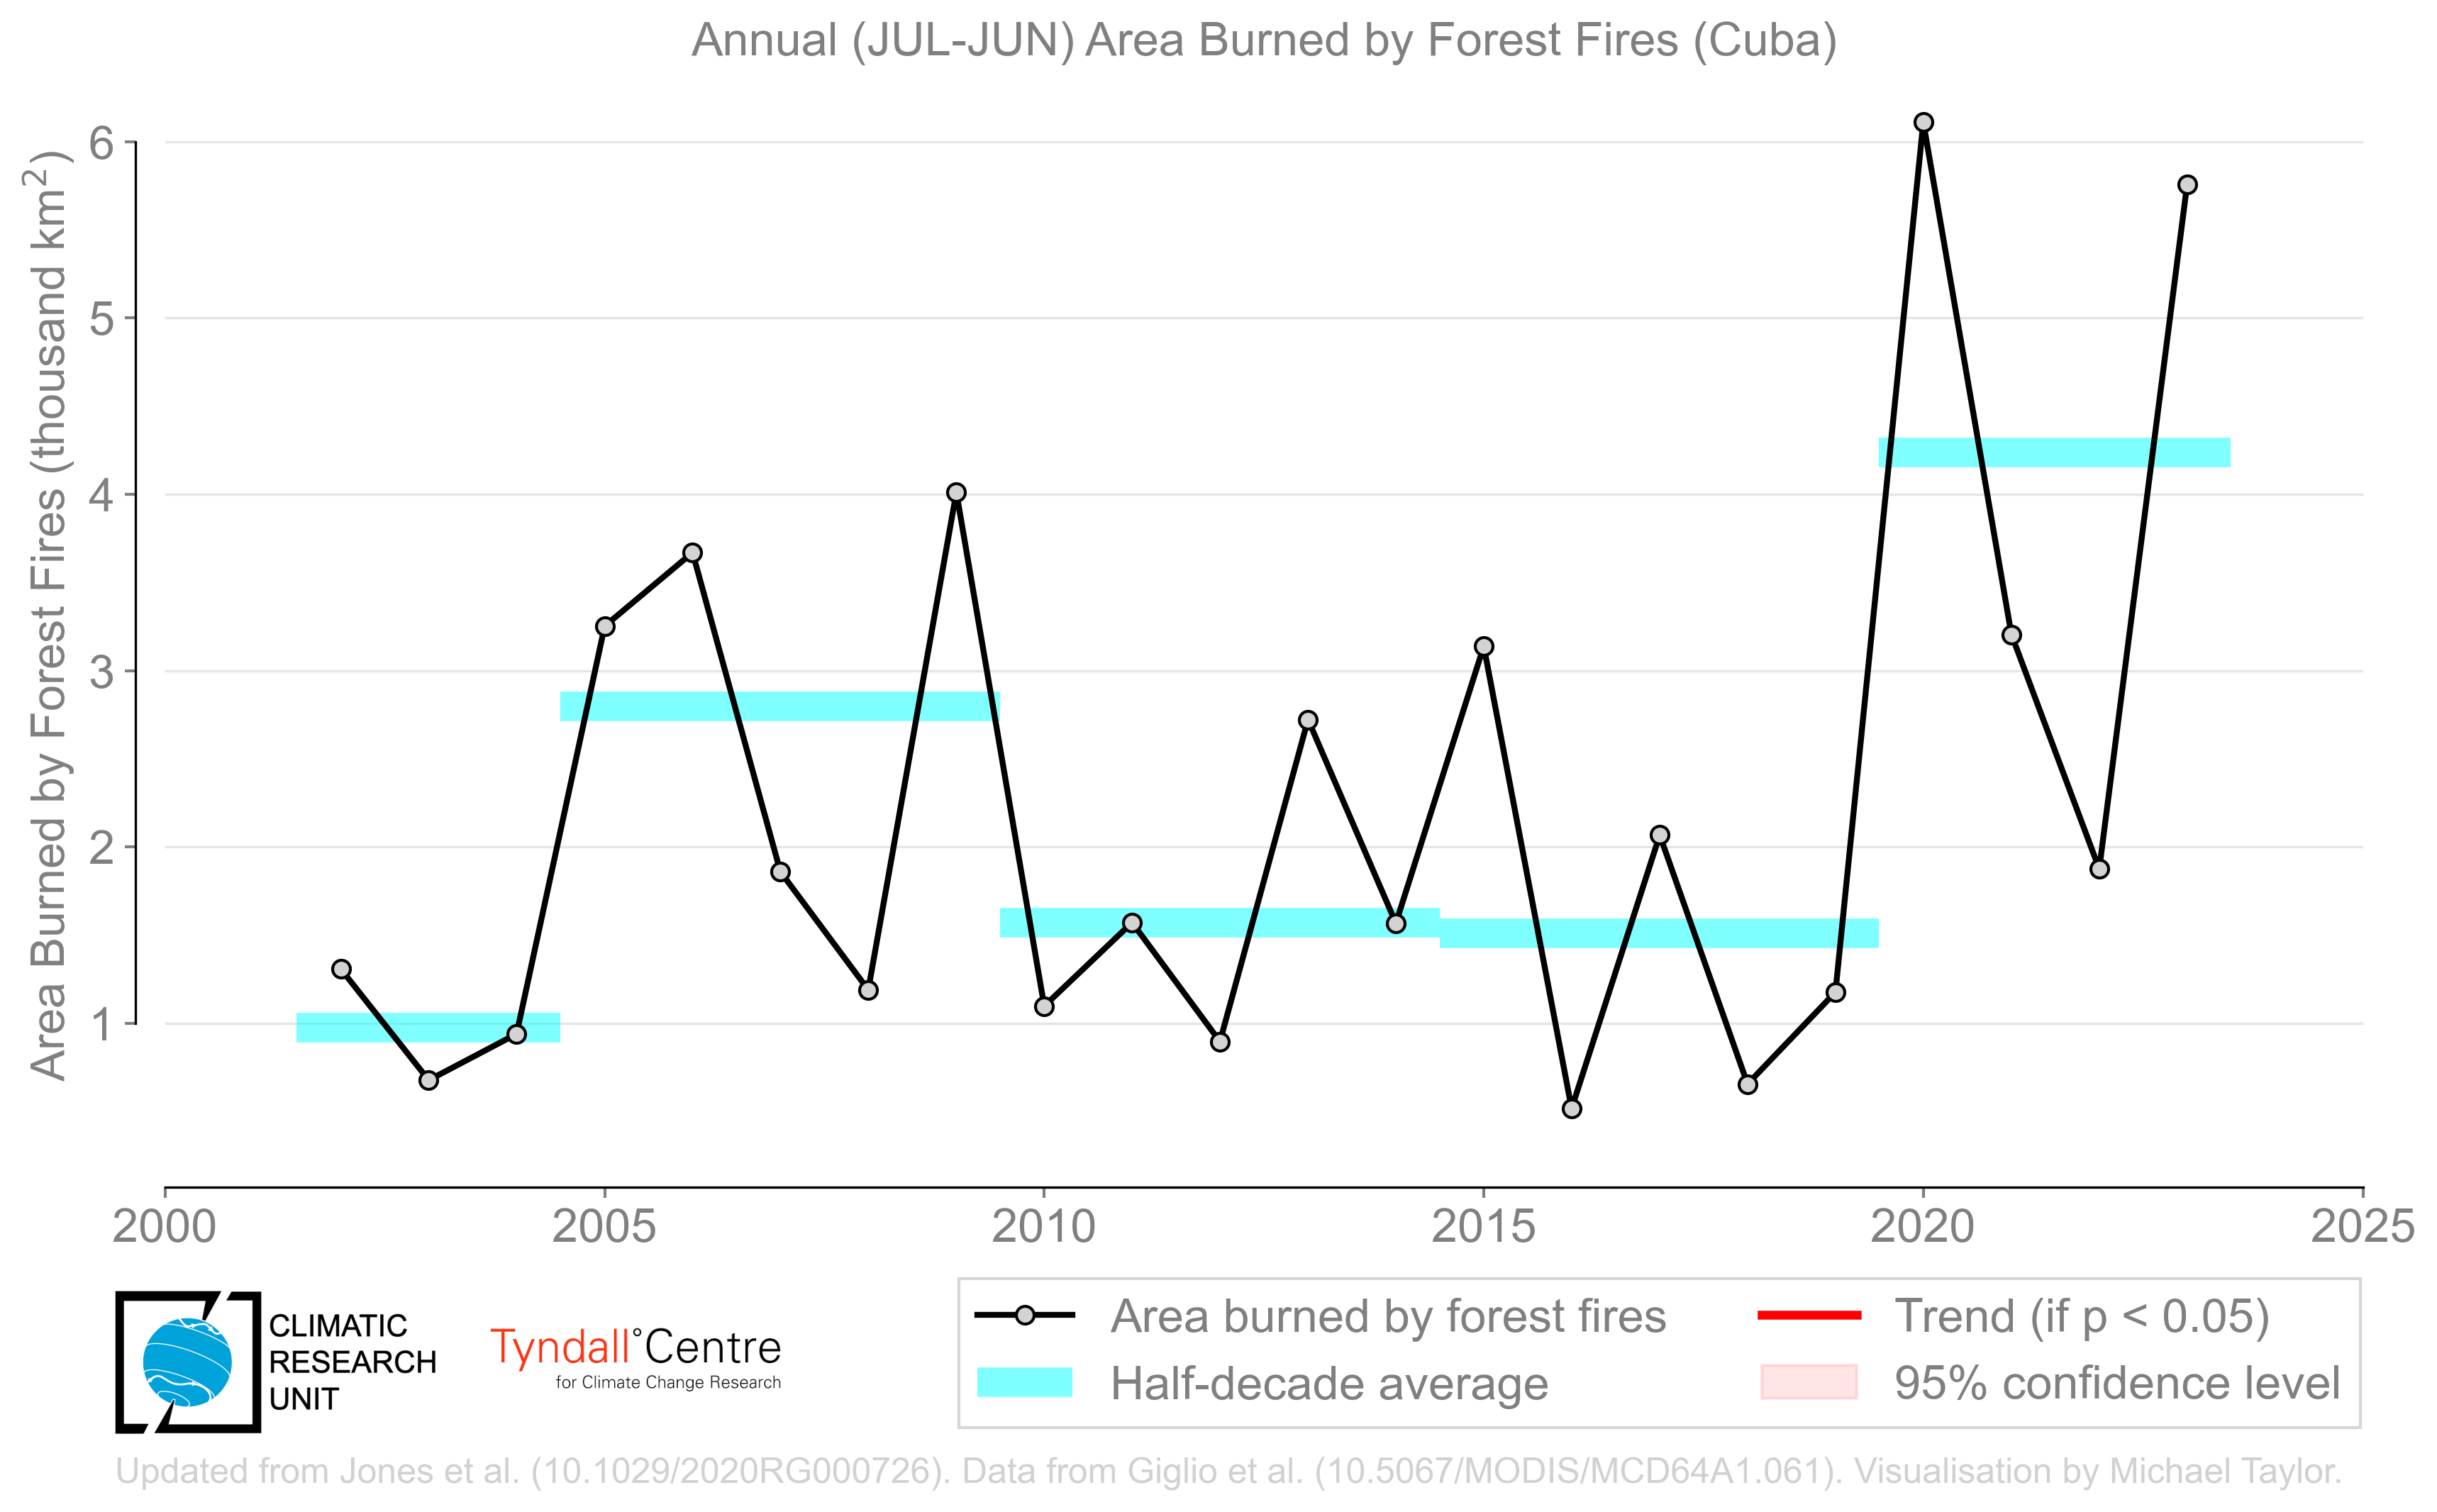 Annual (JUL-JUN) Area Burned by Forest Fires (Cuba)
Area Burned by Forest Fires (thousand km²)
6
5
4
3
2
1
2000 2005 2010 2015 2020 2025
CLIMATIC
RESEARCH
UNIT
Tyndall°Centre
for Climate Change Research
Area burned by forest fires
Half-decade average
Trend (if p < 0.05)
95% confidence level
Updated from Jones et al. (10.1029/2020RG000726). Data from Giglio et al. (10.5067/MODIS/MCD64A1.061). Visualisation by Michael Taylor.